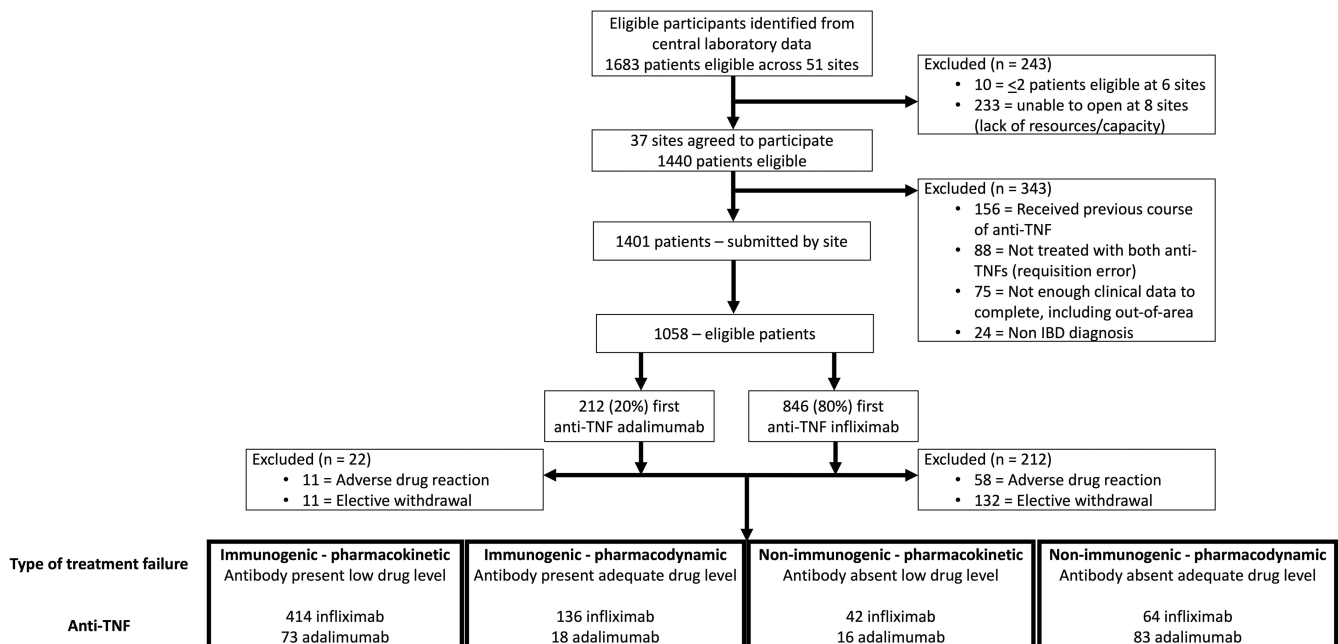 Eligible participants identified from
central laboratory data
1683 patients eligible across 51 sites
Excluded (n = 243)
• 10 = <2 patients eligible at 6 sites
• 233 = unable to open at 8 sites
(lack of resources/capacity)
37 sites agreed to participate
1440 patients eligible
Excluded (n = 343)
• 156 = Received previous course
of anti-TNF
• 88 = Not treated with both anti-
TNFs (requisition error)
• 75 = Not enough clinical data to
complete, including out-of-area
• 24 = Non IBD diagnosis
1401 patients – submitted by site
1058 – eligible patients
212 (20%) first
anti-TNF adalimumab
846 (80%) first
anti-TNF infliximab
Excluded (n = 22)
• 11 = Adverse drug reaction
• 11 = Elective withdrawal
Excluded (n = 212)
• 58 = Adverse drug reaction
• 132 = Elective withdrawal
Type of treatment failure
Immunogenic - pharmacokinetic
Antibody present low drug level
Immunogenic - pharmacodynamic
Antibody present adequate drug level
Non-immunogenic - pharmacokinetic
Antibody absent low drug level
Non-immunogenic - pharmacodynamic
Antibody absent adequate drug level
Anti-TNF
414 infliximab
73 adalimumab
136 infliximab
18 adalimumab
42 infliximab
16 adalimumab
64 infliximab
83 adalimumab